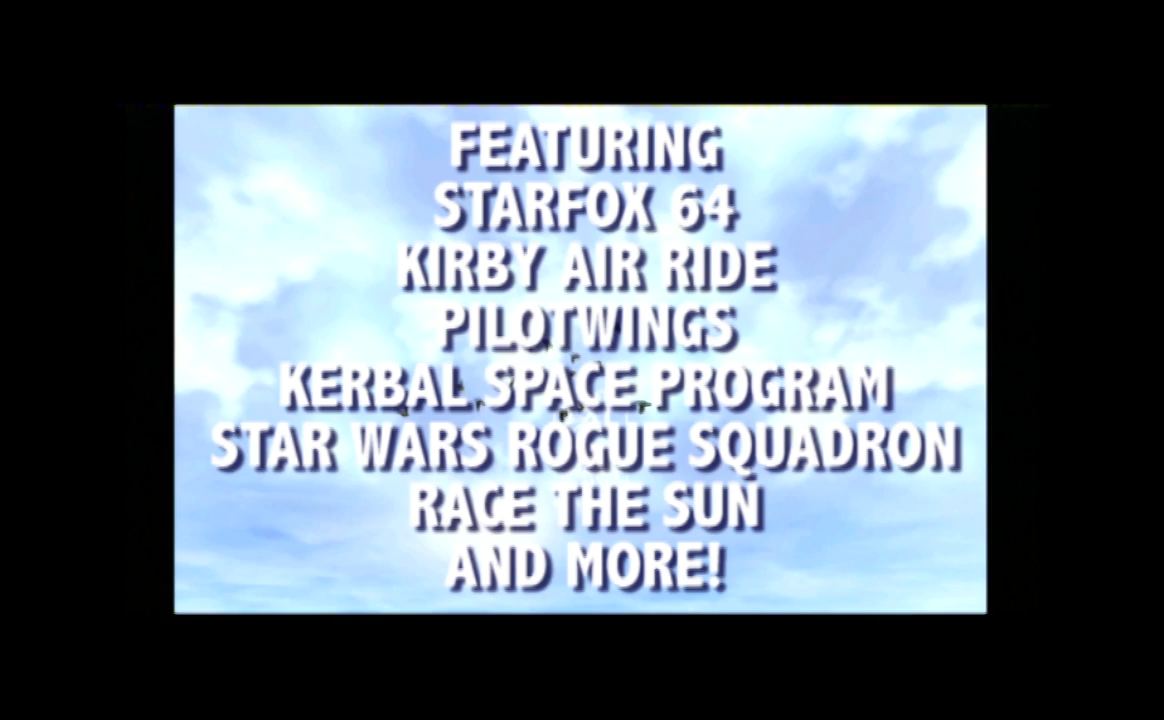 FEATURING
STARFOX 64
KIRBY AIR RIDE
PILOTWINGS
KERBAL SPACE PROGRAM
STAR WARS ROGUE SQUADRON
RACE THE SUN
AND MORE!